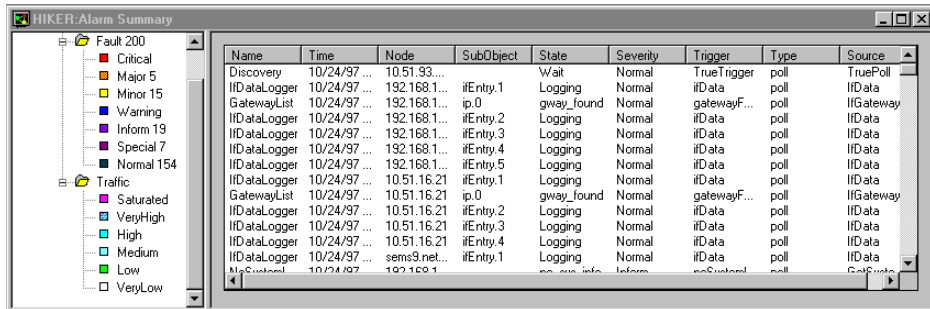 HIKER:Alarm Summary
Fault 200
Critical
Major 5
Minor 15
Warning
Inform 19
Special 7
Normal 154
Traffic
Saturated
VeryHigh
High
Medium
Low
VeryLow
Name Time Node SubObject State Severity Trigger Type Source
Discovery 10/24/97 ... 10.51.93.... Wait Normal TrueTrigger poll TruePoll
IfDataLogger 10/24/97 ... 192.168.1... ifEntry.1 Logging Normal ifData poll IfData
GatewayList 10/24/97 ... 192.168.1... ip.0 gway_found Normal gatewayF... poll IfGateway
IfDataLogger 10/24/97 ... 192.168.1... ifEntry.2 Logging Normal ifData poll IfData
IfDataLogger 10/24/97 ... 192.168.1... ifEntry.3 Logging Normal ifData poll IfData
IfDataLogger 10/24/97 ... 192.168.1... ifEntry.4 Logging Normal ifData poll IfData
IfDataLogger 10/24/97 ... 192.168.1... ifEntry.5 Logging Normal ifData poll IfData
IfDataLogger 10/24/97 ... 10.51.16.21 ifEntry.1 Logging Normal ifData poll IfData
GatewayList 10/24/97 ... 10.51.16.21 ip.0 gway_found Normal gatewayF... poll IfGateway
IfDataLogger 10/24/97 ... 10.51.16.21 ifEntry.2 Logging Normal ifData poll IfData
IfDataLogger 10/24/97 ... 10.51.16.21 ifEntry.3 Logging Normal ifData poll IfData
IfDataLogger 10/24/97 ... 10.51.16.21 ifEntry.4 Logging Normal ifData poll IfData
IfDataLogger 10/24/97 ... sems9.net... ifEntry.1 Logging Normal ifData poll IfData
10/24/97 192.168.1 Inform poll